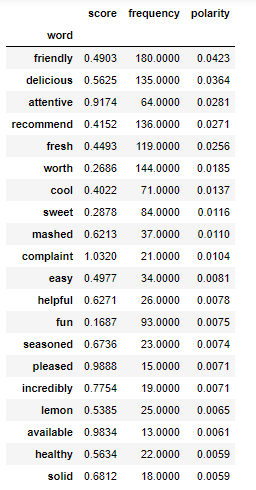 score frequency polarity
word
friendly 0.4903 180.0000 0.0423
delicious 0.5625 135.0000 0.0364
attentive 0.9174 64.0000 0.0281
recommend 0.4152 136.0000 0.0271
fresh 0.4493 119.0000 0.0256
worth 0.2686 144.0000 0.0185
cool 0.4022 71.0000 0.0137
sweet 0.2878 84.0000 0.0116
mashed 0.6213 37.0000 0.0110
complaint 1.0320 21.0000 0.0104
easy 0.4977 34.0000 0.0081
helpful 0.6271 26.0000 0.0078
fun 0.1687 93.0000 0.0075
seasoned 0.6736 23.0000 0.0074
pleased 0.9888 15.0000 0.0071
incredibly 0.7754 19.0000 0.0071
lemon 0.5385 25.0000 0.0065
available 0.9834 13.0000 0.0061
healthy 0.5634 22.0000 0.0059
solid 0.6812 18.0000 0.0059